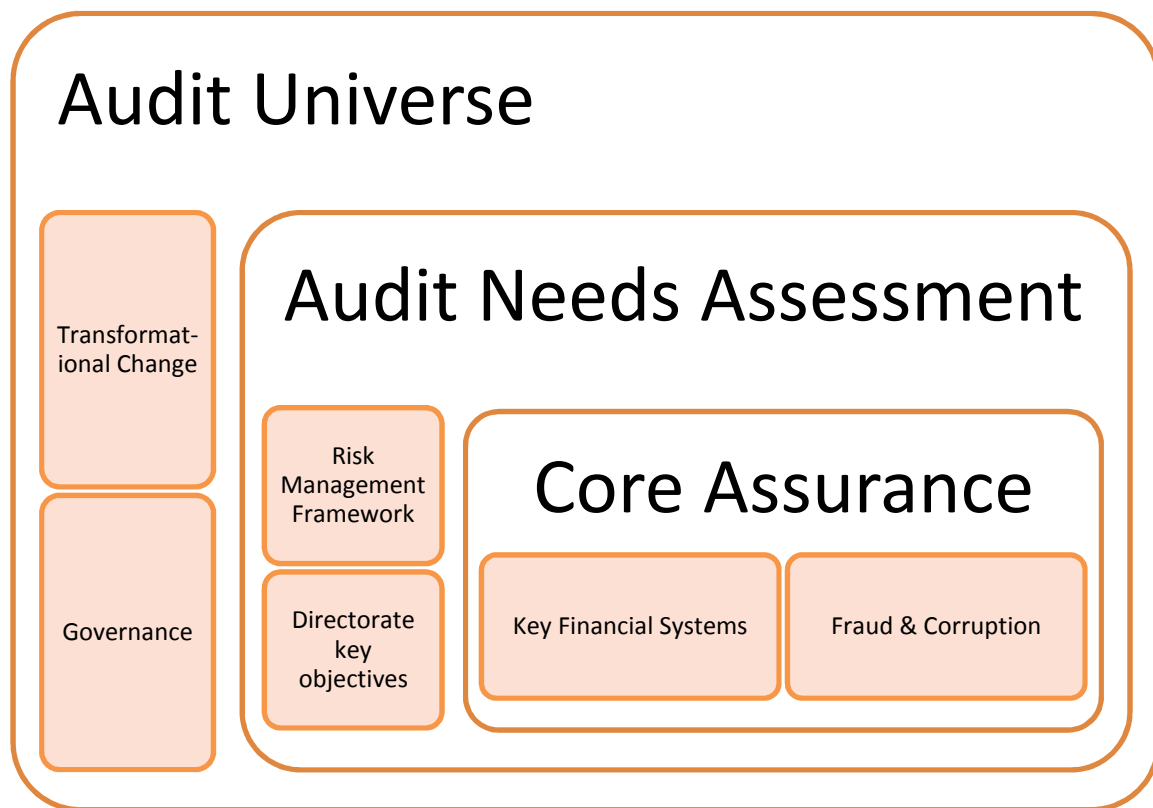 Audit Universe
Transformat-
ional Change
Governance
Audit Needs Assessment
Risk
Management
Framework
Directorate
key
objectives
Core Assurance
Key Financial Systems
Fraud & Corruption